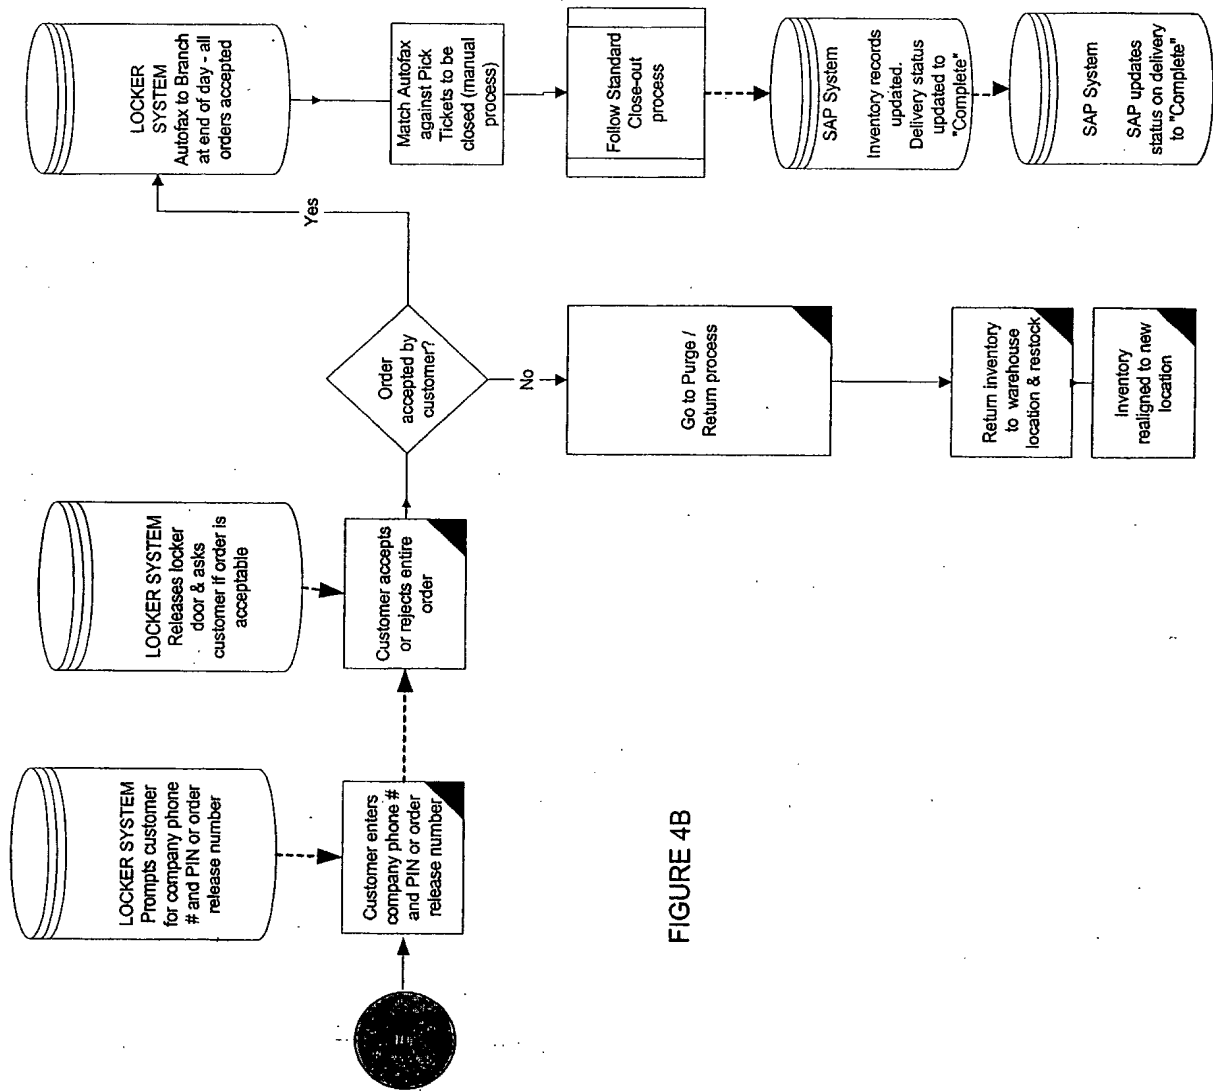 LOCKER SYSTEM
Prompts customer
for company phone
# and PIN or order
release number
Customer enters
company phone #
and PIN or order
release number
LOCKER SYSTEM
Releases locker
door & asks
customer if order is
acceptable
Customer accepts
or rejects entire
order
Order
accepted by
customer?
Yes
No
LOCKER
SYSTEM
Autofax to Branch
at end of day - all
orders accepted
Match Autofax
against Pick
Tickets to be
closed (manual
process)
Follow Standard
Close-out
process
SAP System
Inventory records
updated.
Delivery status
updated to
"Complete"
SAP System
SAP updates
status on delivery
to "Complete"
Go to Purge /
Return process
Return inventory
to warehouse
location & restock
Inventory
realigned to new
location
FIGURE 4B